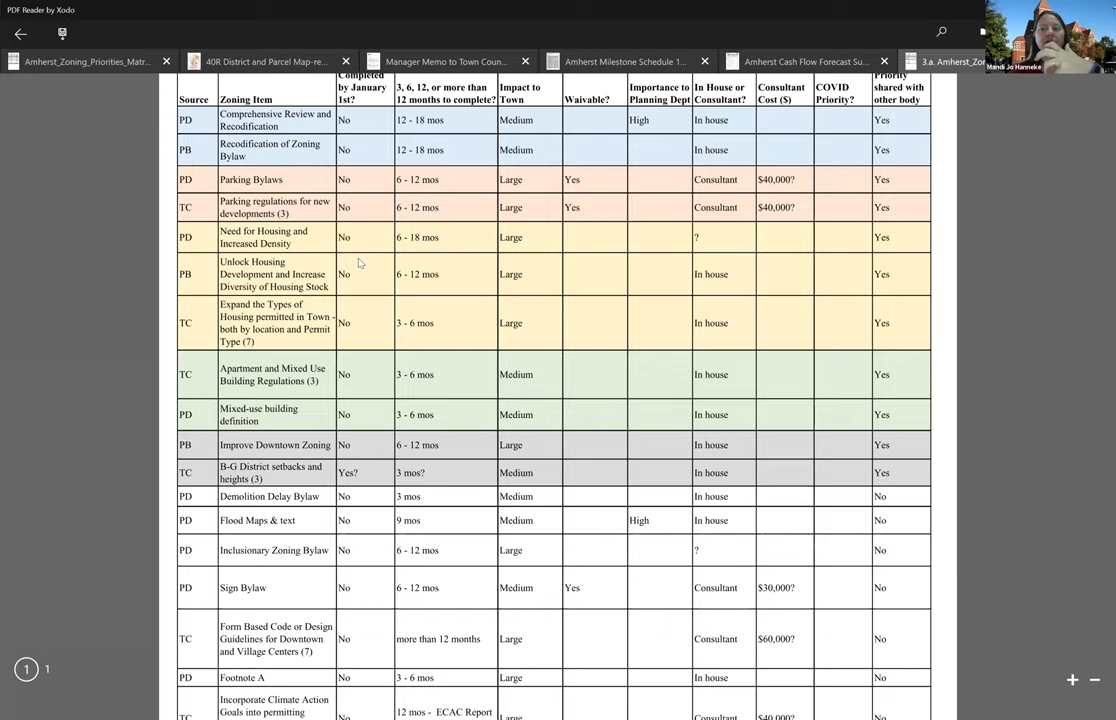 PDF Reader by Xodo
Amherst_Zoning_Priorities_Matr... 40R District and Parcel Map-re... Manager Memo to Town Coun... Amherst Milestone Schedule 1... Amherst Cash Flow Forecast Su... 3.a. Amherst_Zo
Mandi Jo Hanneke
Source Zoning Item Completed by January 1st? 3, 6, 12, or more than 12 months to complete? Impact to Town Waivable? Importance to Planning Dept In House or Consultant? Consultant Cost ($) COVID Priority? Priority shared with other body
PD Comprehensive Review and Recodification No 12 - 18 mos Medium High In house Yes
PB Recodification of Zoning Bylaw No 12 - 18 mos Medium In house Yes
PD Parking Bylaws No 6 - 12 mos Large Yes Consultant $40,000? Yes
TC Parking regulations for new developments (3) No 6 - 12 mos Large Yes Consultant $40,000? Yes
PD Need for Housing and Increased Density No 6 - 18 mos Large ? Yes
PB Unlock Housing Development and Increase Diversity of Housing Stock No 6 - 12 mos Large In house Yes
TC Expand the Types of Housing permitted in Town - both by location and Permit Type (7) No 3 - 6 mos Large In house Yes
TC Apartment and Mixed Use Building Regulations (3) No 3 - 6 mos Medium In house Yes
PD Mixed-use building definition No 3 - 6 mos Medium In house Yes
PB Improve Downtown Zoning No 6 - 12 mos Large In house Yes
TC B-G District setbacks and heights (3) Yes? 3 mos? Medium In house Yes
PD Demolition Delay Bylaw No 3 mos Medium In house No
PD Flood Maps & text No 9 mos Medium High In house No
PD Inclusionary Zoning Bylaw No 6 - 12 mos Large ? No
PD Sign Bylaw No 6 - 12 mos Medium Yes Consultant $30,000? No
TC Form Based Code or Design Guidelines for Downtown and Village Centers (7) No more than 12 months Large Consultant $60,000? No
PD Footnote A No 3 - 6 mos Large In house No
TC Incorporate Climate Action Goals into permitting No 12 mos - ECAC Report Large Consultant $40,000? No
1 1